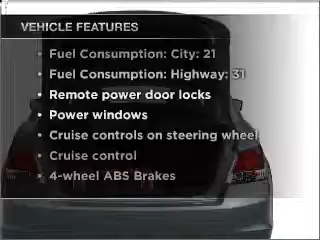 VEHICLE FEATURES
• Fuel Consumption: City: 21
• Fuel Consumption: Highway: 31
• Remote power door locks
• Power windows
• Cruise controls on steering wheel
• Cruise control
• 4-wheel ABS Brakes